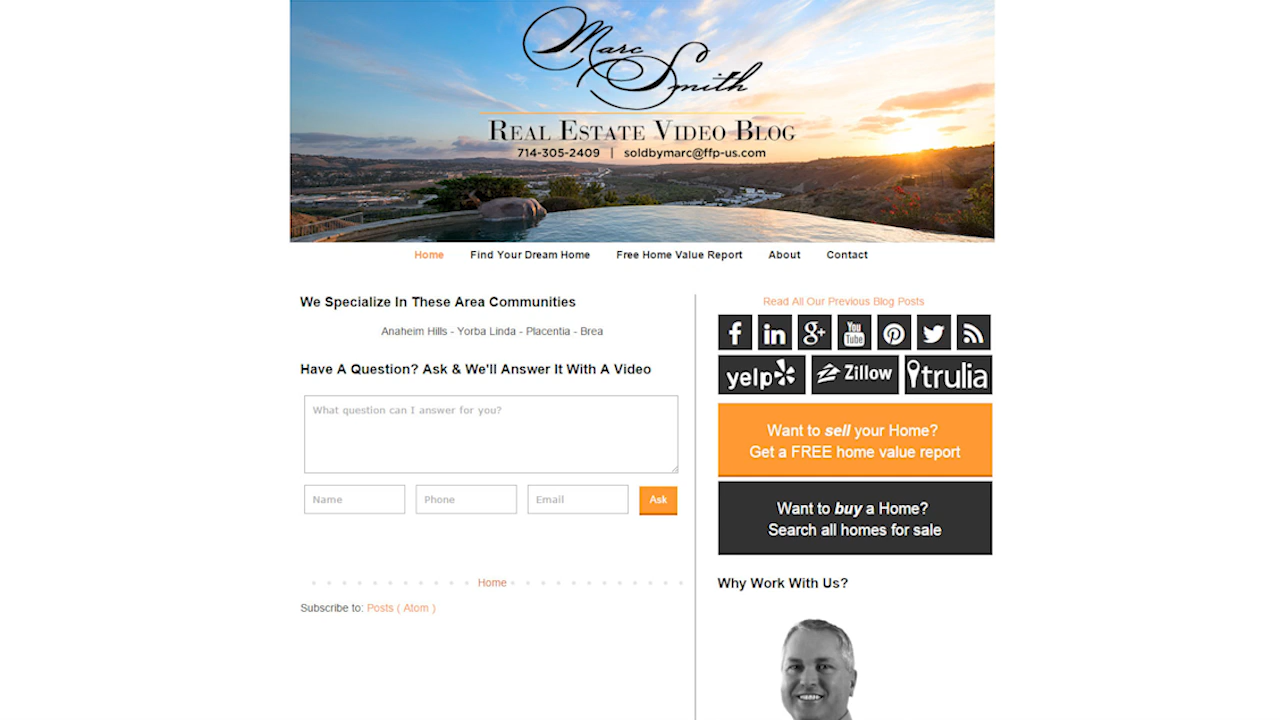 Marc
Smith
Real Estate Video Blog
714-305-2409 | soldbymarc@ffp-us.com
Home Find Your Dream Home Free Home Value Report About Contact
We Specialize In These Area Communities
Anaheim Hills - Yorba Linda - Placentia - Brea
Have A Question? Ask & We'll Answer It With A Video
What question can I answer for you?
Name Phone Email Ask
Home
Subscribe to: Posts ( Atom )
Read All Our Previous Blog Posts
f in g+ You Tube
yelp Zillow trulia
Want to sell your Home?
Get a FREE home value report
Want to buy a Home?
Search all homes for sale
Why Work With Us?